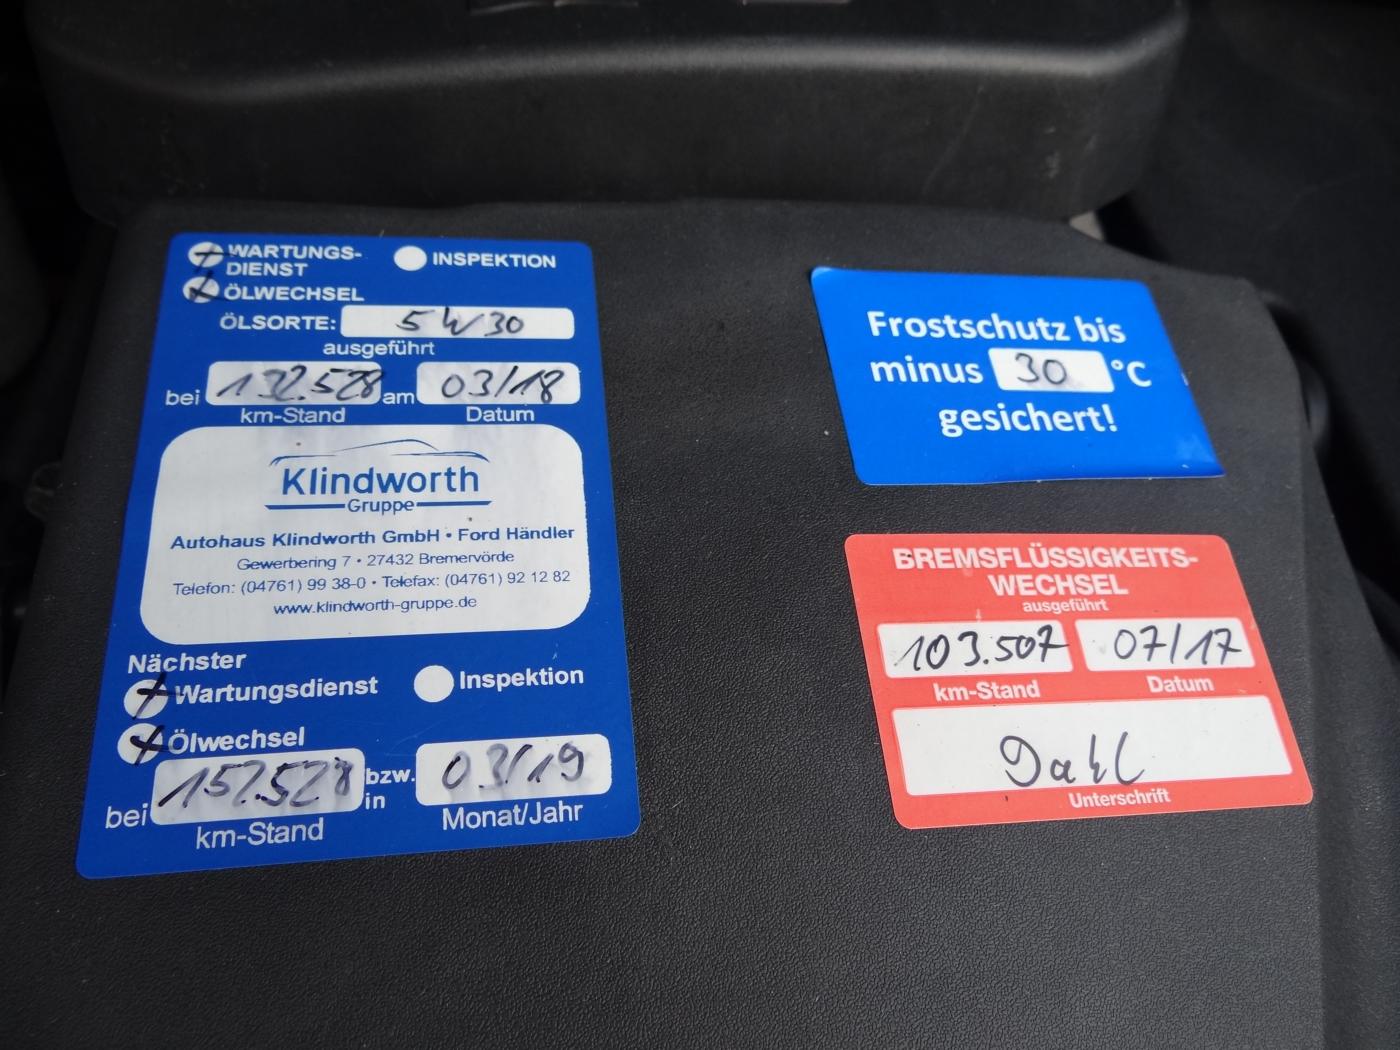 WARTUNGS-
DIENST
INSPEKTION
ÖLWECHSEL
ÖLSORTE: 5W30
ausgeführt
bei 132.528 am 03/18
km-Stand Datum
Klindworth
Gruppe
Autohaus Klindworth GmbH • Ford Händler
Gewerbering 7 • 27432 Bremervörde
Telefon: (04761) 99 38-0 • Telefax: (04761) 92 12 82
www.klindworth-gruppe.de
Nächster
Wartungsdienst Inspektion
Ölwechsel
bei 152.528 bzw. in 03/19
km-Stand Monat/Jahr
Frostschutz bis
minus 30 °C
gesichert!
BREMSFLÜSSIGKEITS-
WECHSEL
ausgeführt
103.507 07/17
km-Stand Datum
Dahl
Unterschrift